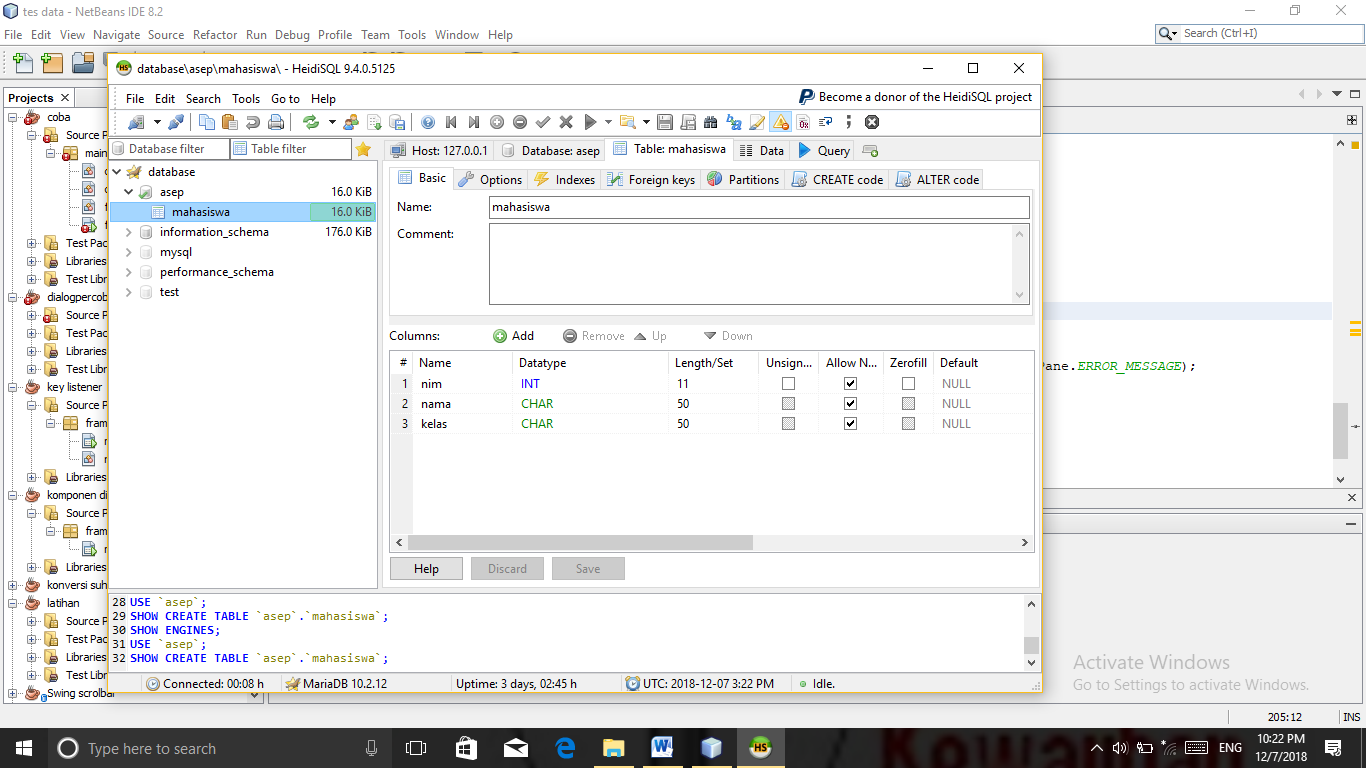 tes data - NetBeans IDE 8.2
File Edit View Navigate Source Refactor Run Debug Profile Team Tools Window Help
Search (Ctrl+I)
database\asep\mahasiswa\ - HeidiSQL 9.4.0.5125
File Edit Search Tools Go to Help
Become a donor of the HeidiSQL project
Projects
coba
Source P
main
Test Pac
Libraries
Test Libr
dialogpercob
Source P
Test Pac
Libraries
Test Libr
key listener
Source P
fram
Libraries
komponen di
Source P
fram
Libraries
konversi suh
latihan
Source P
Test Pac
Libraries
Test Libr
Swing scrolbar
Database filter Table filter
database
asep 16.0 KiB
mahasiswa 16.0 KiB
information_schema 176.0 KiB
mysql
performance_schema
test
Host: 127.0.0.1 Database: asep Table: mahasiswa Data Query
Basic Options Indexes Foreign keys Partitions CREATE code ALTER code
Name: mahasiswa
Comment:
Columns: Add Remove Up Down
# Name Datatype Length/Set Unsign... Allow N... Zerofill Default
1 nim INT 11 NULL
2 nama CHAR 50 NULL
3 kelas CHAR 50 NULL
Help Discard Save
ane.ERROR_MESSAGE);
28 USE `asep`;
29 SHOW CREATE TABLE `asep`.`mahasiswa`;
30 SHOW ENGINES;
31 USE `asep`;
32 SHOW CREATE TABLE `asep`.`mahasiswa`;
Connected: 00:08 h MariaDB 10.2.12 Uptime: 3 days, 02:45 h UTC: 2018-12-07 3:22 PM Idle.
Activate Windows
Go to Settings to activate Windows.
205:12 INS
Type here to search
ENG
10:22 PM
12/7/2018